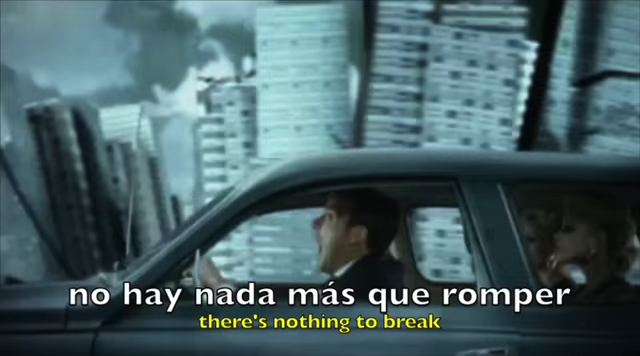 no hay nada más que romper
there's nothing to break